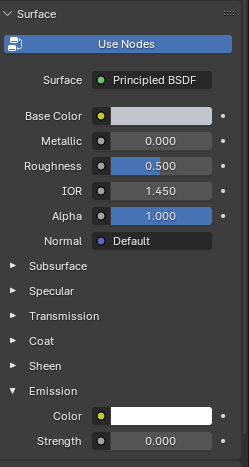 Surface
Use Nodes
Surface Principled BSDF
Base Color
Metallic 0.000
Roughness 0.500
IOR 1.450
Alpha 1.000
Normal Default
Subsurface
Specular
Transmission
Coat
Sheen
Emission
Color
Strength 0.000